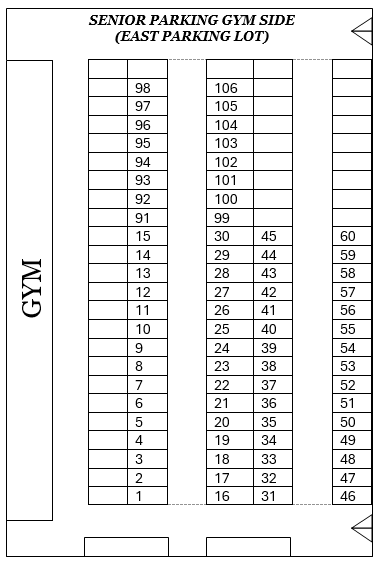 SENIOR PARKING GYM SIDE
(EAST PARKING LOT)
GYM
98 106
97 105
96 104
95 103
94 102
93 101
92 100
91 99
15 30 45 60
14 29 44 59
13 28 43 58
12 27 42 57
11 26 41 56
10 25 40 55
9 24 39 54
8 23 38 53
7 22 37 52
6 21 36 51
5 20 35 50
4 19 34 49
3 18 33 48
2 17 32 47
1 16 31 46